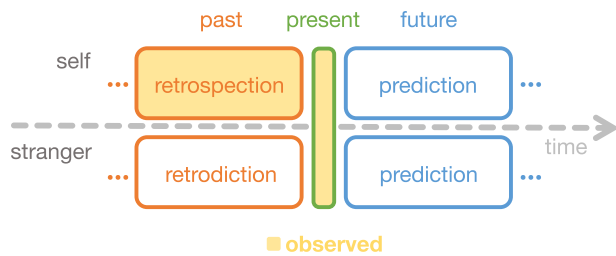 past present future
self
... retrospection prediction ...
stranger
time
... retrodiction prediction ...
observed